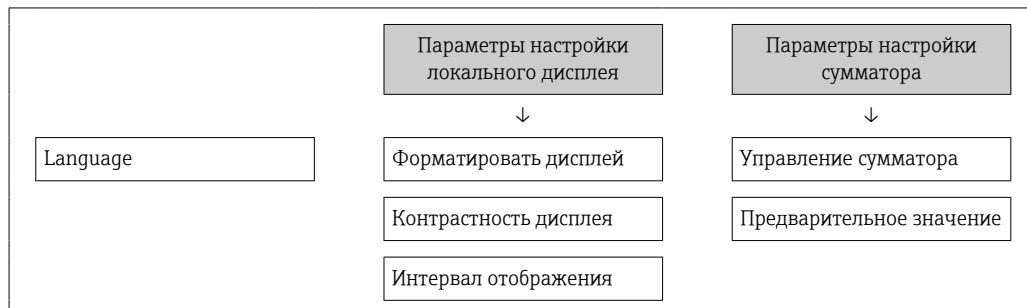 Параметры настройки
локального дисплея
Параметры настройки
сумматора
↓
↓
Language
Форматировать дисплей
Управление сумматора
Контрастность дисплея
Предварительное значение
Интервал отображения